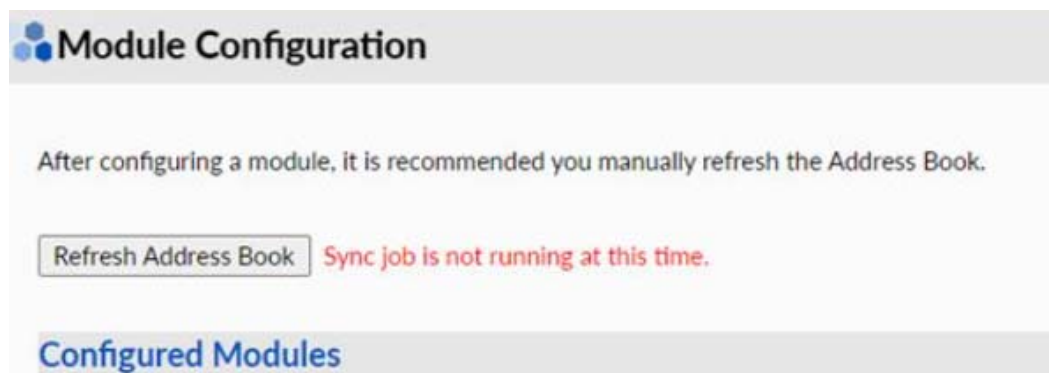 Module Configuration
After configuring a module, it is recommended you manually refresh the Address Book.
Refresh Address Book Sync job is not running at this time.
Configured Modules